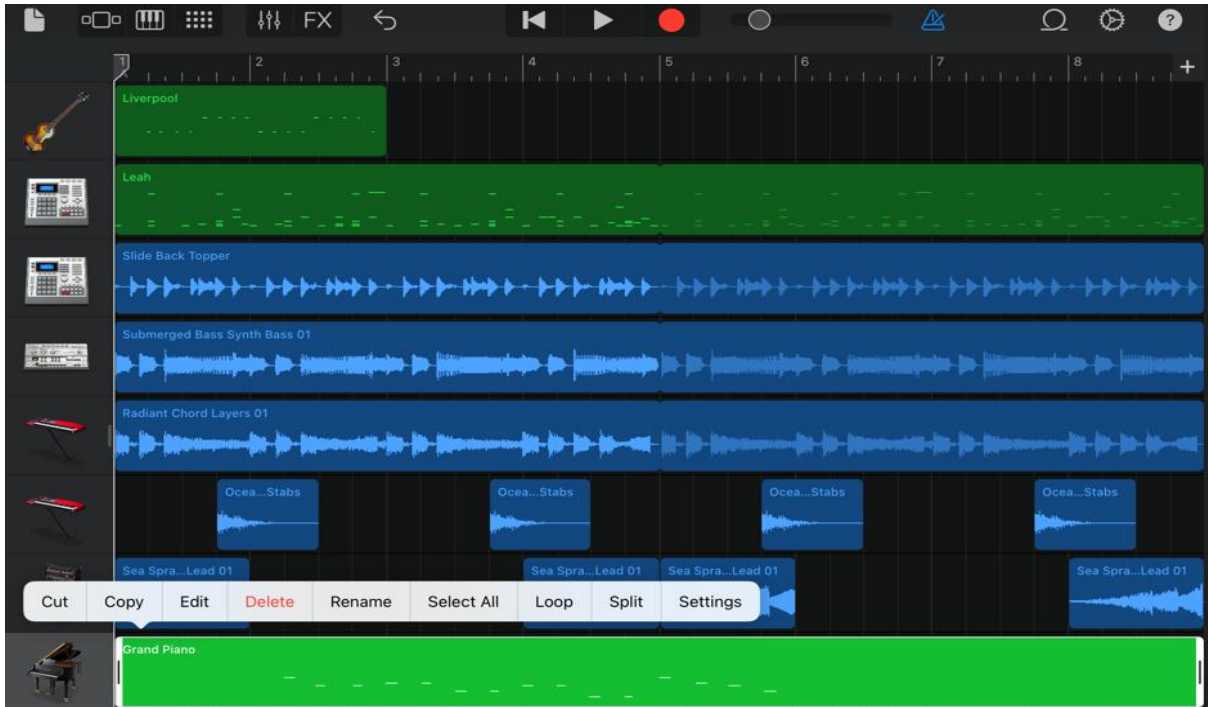 FX ?
1 2 3 4 5 6 7 8 +
Liverpool
Leah
Slide Back Topper
Submerged Bass Synth Bass 01
Radiant Chord Layers 01
Ocea...Stabs Ocea...Stabs Ocea...Stabs Ocea...Stabs
Sea Spra...Lead 01 Sea Spra...Lead 01 Sea Spra...Lead 01 Sea Spra...Lead 01
Cut Copy Edit Delete Rename Select All Loop Split Settings
Grand Piano